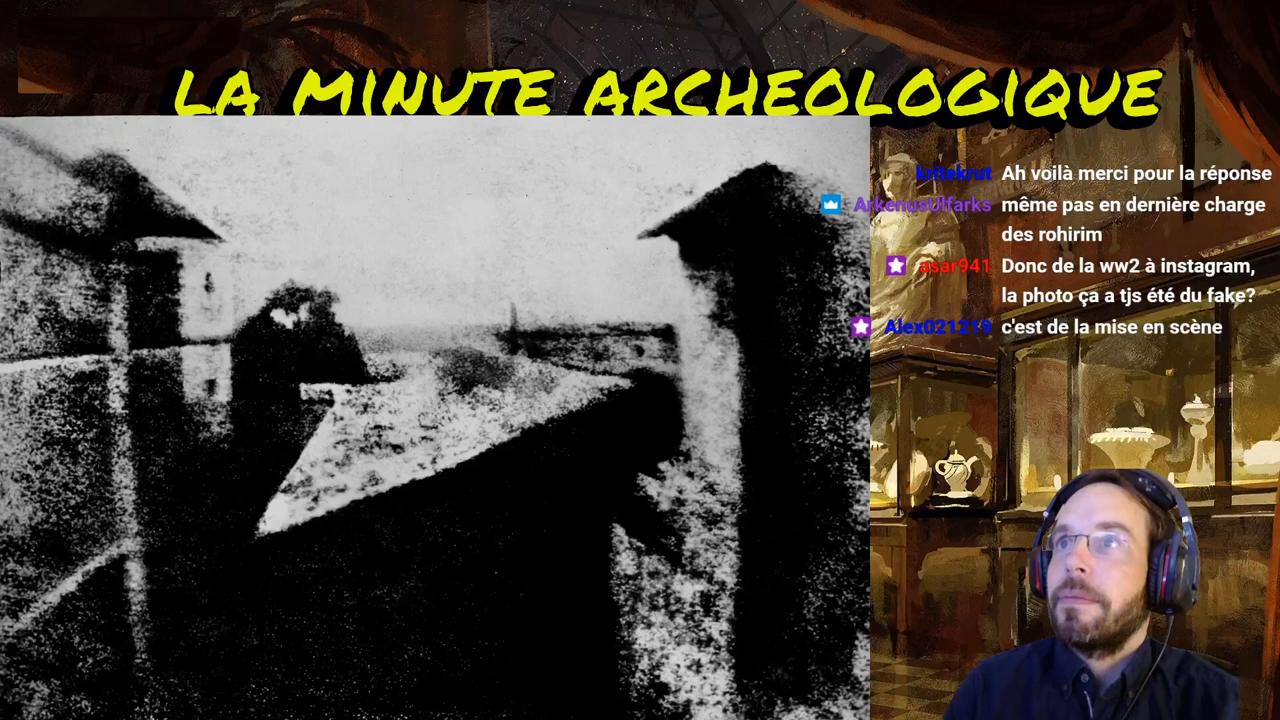 LA MINUTE ARCHEOLOGIQUE
kritekrut Ah voilà merci pour la réponse
ArkenusUlfarks même pas en dernière charge
des rohirim
asar941 Donc de la ww2 à instagram,
la photo ça a tjs été du fake?
Alex021219 c'est de la mise en scène